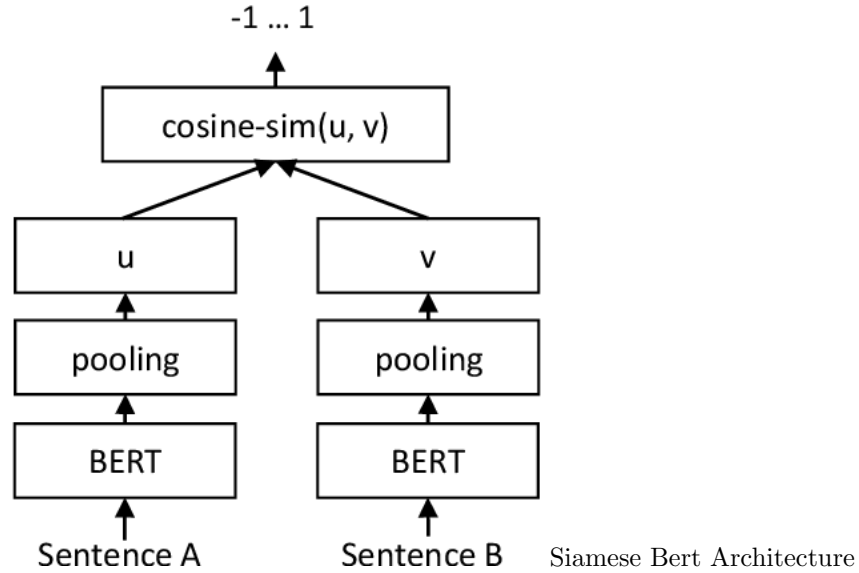 -1 … 1
cosine-sim(u, v)
u
v
pooling
pooling
BERT
BERT
Sentence A
Sentence B
Siamese Bert Architecture